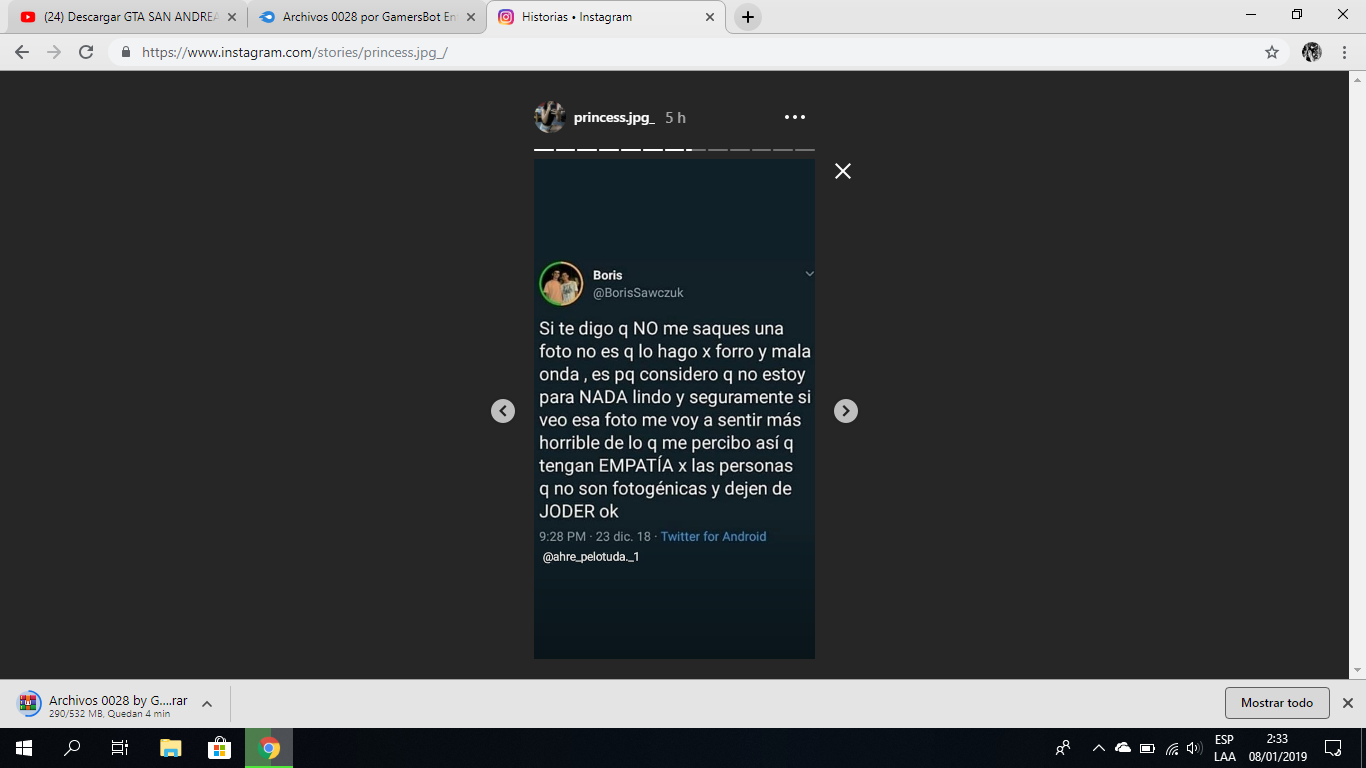 (24) Descargar GTA SAN ANDREA
Archivos 0028 por GamersBot En
Historias • Instagram
https://www.instagram.com/stories/princess.jpg_/
princess.jpg_ 5 h
Boris
@BorisSawczuk
Si te digo q NO me saques una
foto no es q lo hago x forro y mala
onda , es pq considero q no estoy
para NADA lindo y seguramente si
veo esa foto me voy a sentir más
horrible de lo q me percibo así q
tengan EMPATÍA x las personas
q no son fotogénicas y dejen de
JODER ok
9:28 PM · 23 dic. 18 · Twitter for Android
@ahre_pelotuda._1
Archivos 0028 by G....rar
290/532 MB, Quedan 4 min
Mostrar todo
ESP
LAA
2:33
08/01/2019